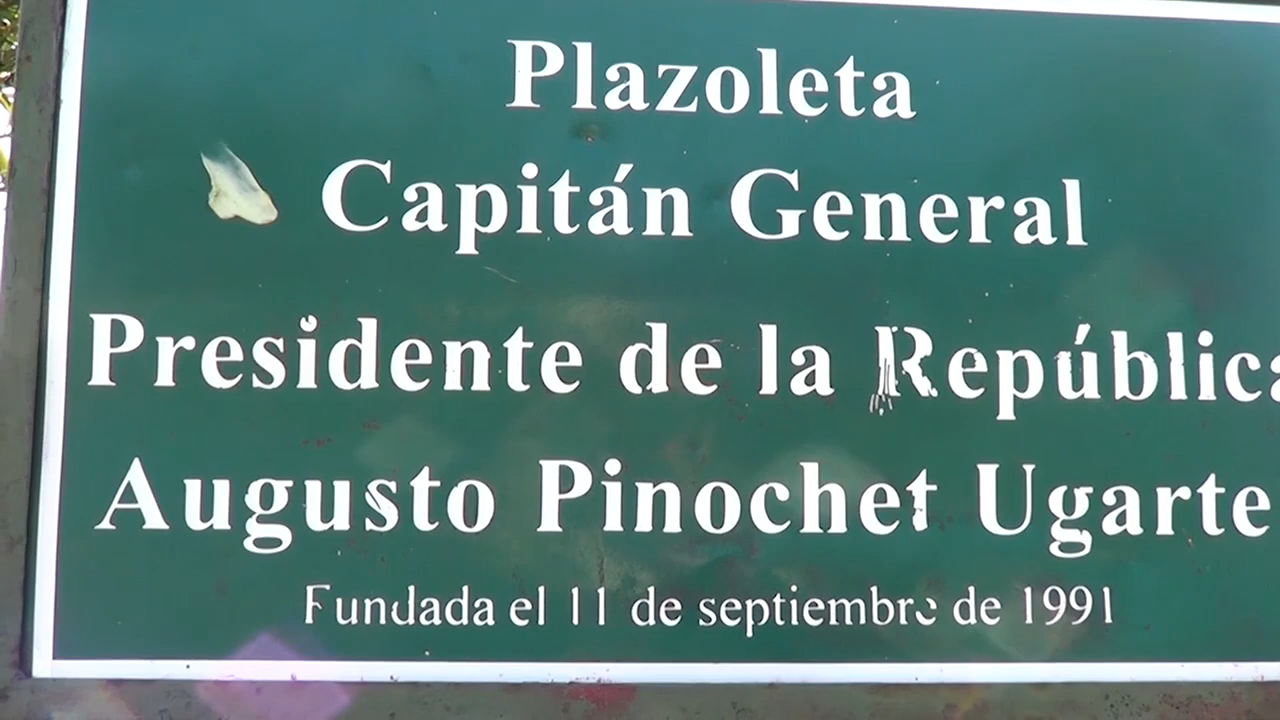 Plazoleta
Capitán General
Presidente de la República
Augusto Pinochet Ugarte
Fundada el 11 de septiembre de 1991